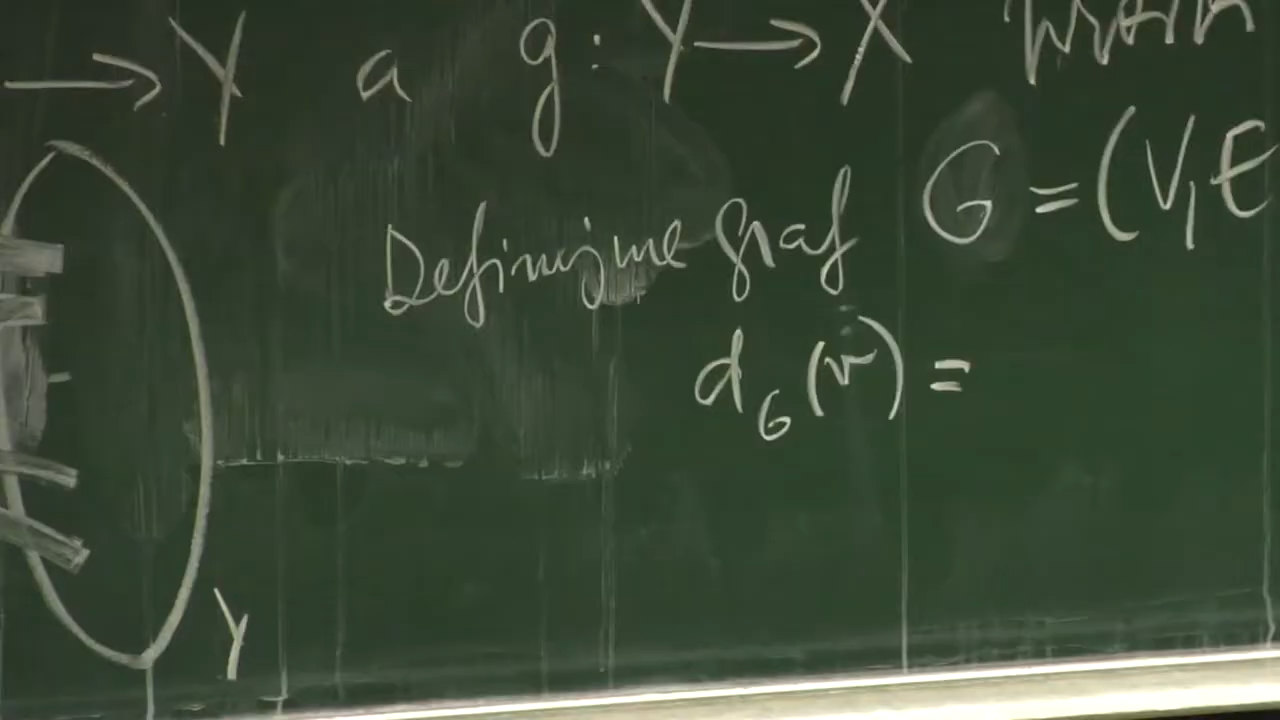 → Y a g: Y → X
Definujme graf G = (V, E
d_G(v) =
Y